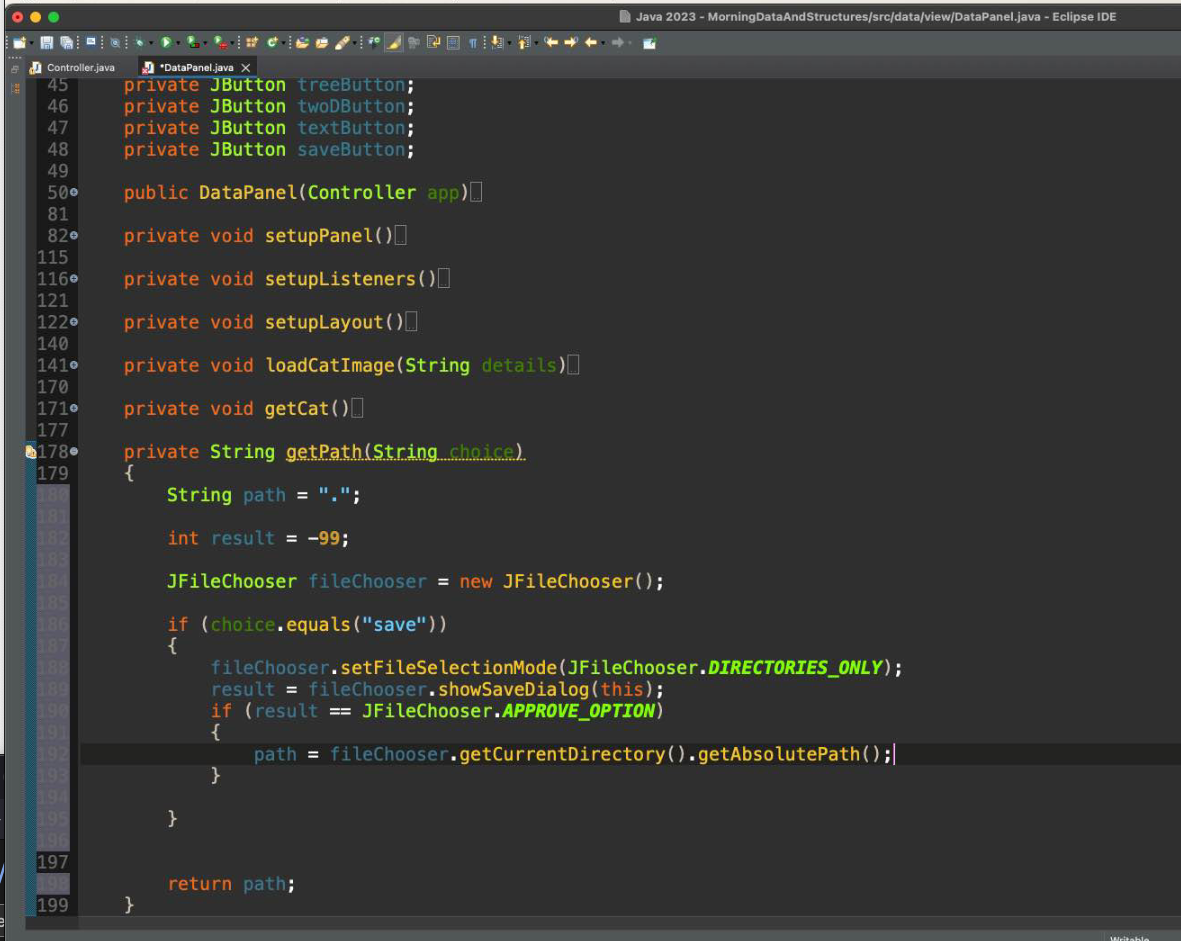 Java 2023 - MorningDataAndStructures/src/data/view/DataPanel.java - Eclipse IDE
Controller.java
*DataPanel.java
45 private JButton treeButton;
46 private JButton twoDButton;
47 private JButton textButton;
48 private JButton saveButton;
49
50 public DataPanel(Controller app)
81
82 private void setupPanel()
115
116 private void setupListeners()
121
122 private void setupLayout()
140
141 private void loadCatImage(String details)
170
171 private void getCat()
177
178 private String getPath(String choice)
179 {
180 String path = ".";
181
182 int result = -99;
183
184 JFileChooser fileChooser = new JFileChooser();
185
186 if (choice.equals("save"))
187 {
188 fileChooser.setFileSelectionMode(JFileChooser.DIRECTORIES_ONLY);
189 result = fileChooser.showSaveDialog(this);
190 if (result == JFileChooser.APPROVE_OPTION)
191 {
192 path = fileChooser.getCurrentDirectory().getAbsolutePath();
193 }
194
195 }
196
197
198 return path;
199 }
Writable